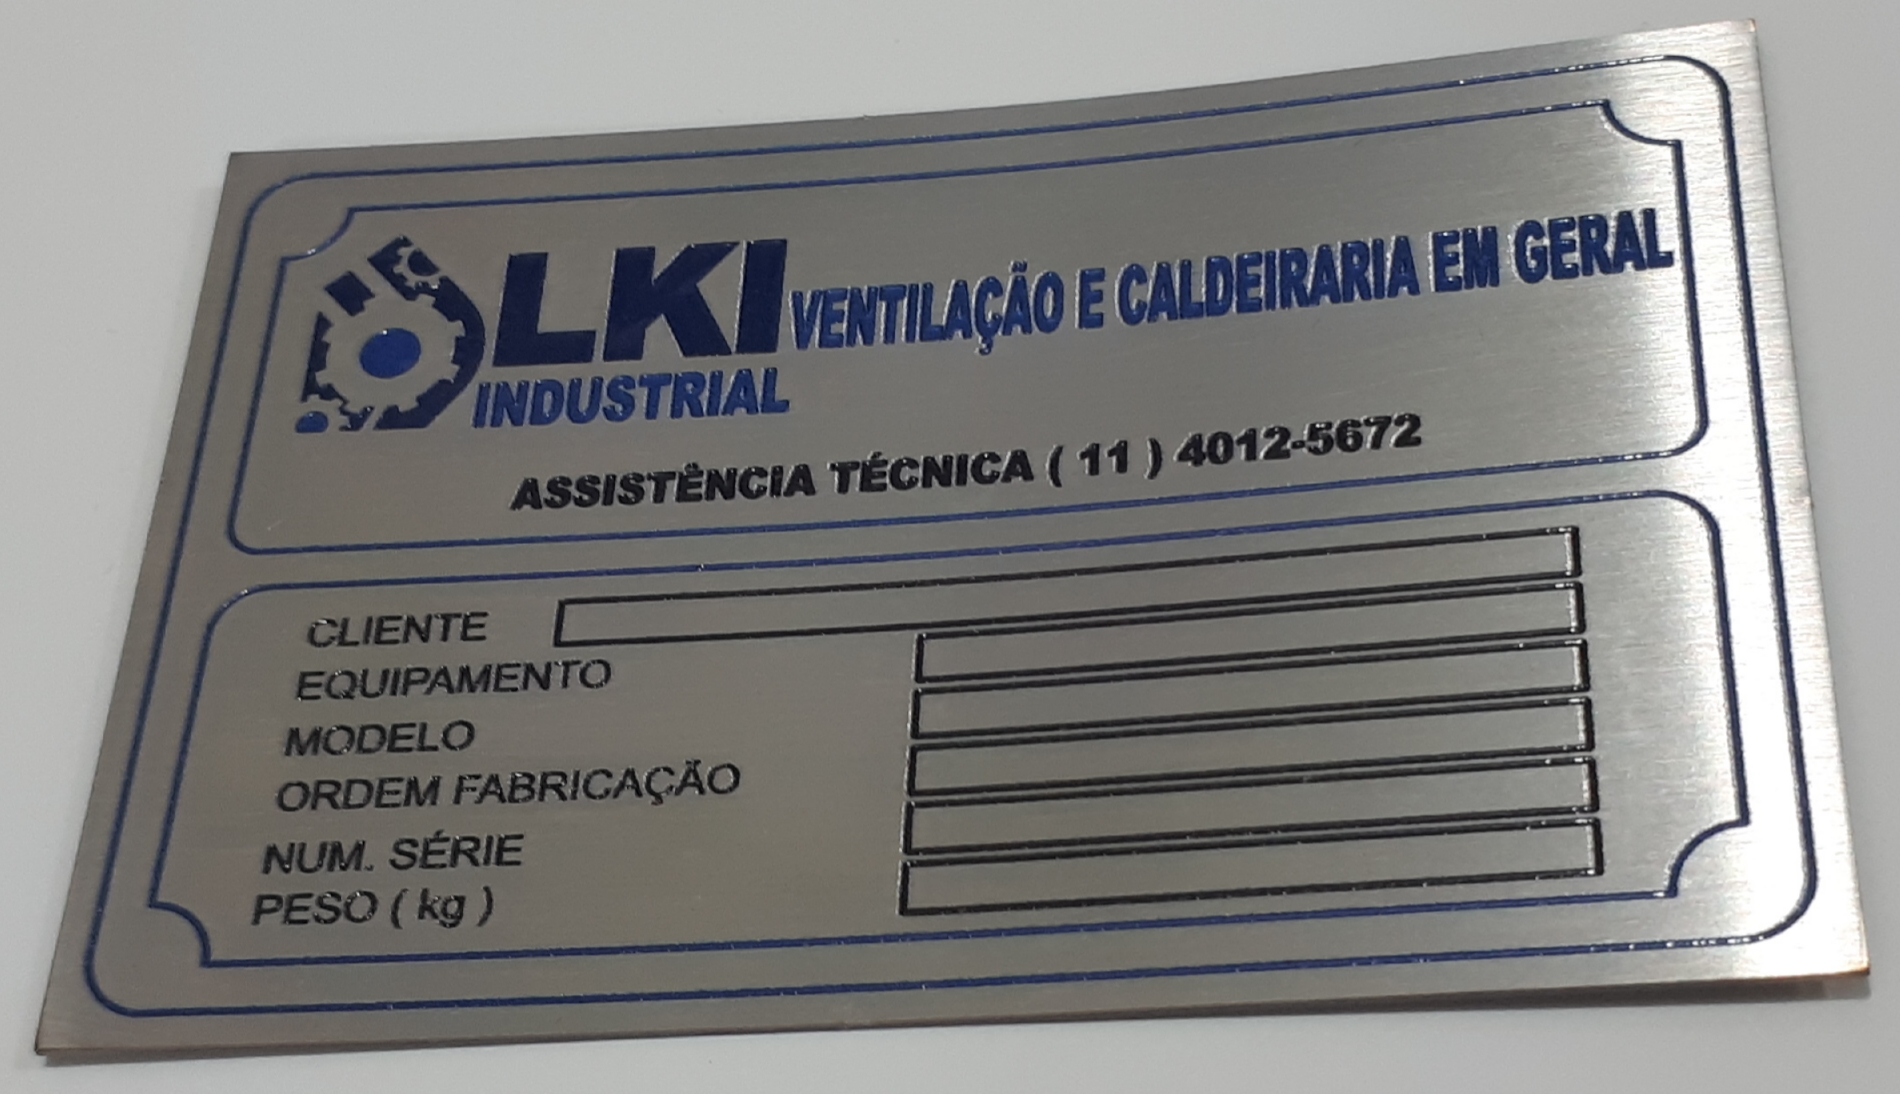 LKI VENTILAÇÃO E CALDEIRARIA EM GERAL
INDUSTRIAL
ASSISTÊNCIA TÉCNICA ( 11 ) 4012-5672
CLIENTE
EQUIPAMENTO
MODELO
ORDEM FABRICAÇÃO
NUM. SÉRIE
PESO ( kg )